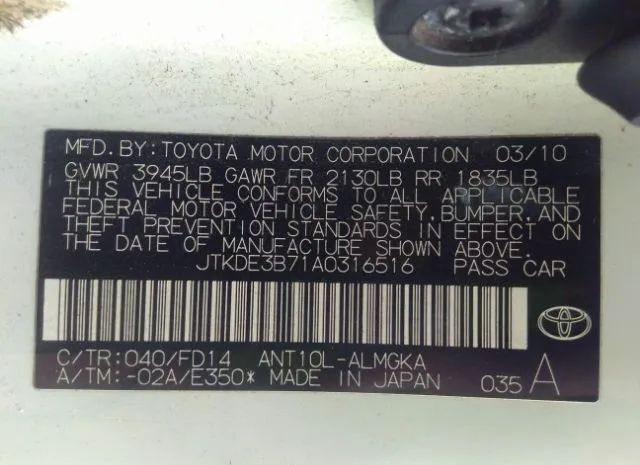 MFD. BY: TOYOTA MOTOR CORPORATION 03/10
GVWR 3945LB GAWR FR 2130LB RR 1835LB
THIS VEHICLE CONFORMS TO ALL APPLICABLE
FEDERAL MOTOR VEHICLE SAFETY, BUMPER, AND
THEFT PREVENTION STANDARDS IN EFFECT ON
THE DATE OF MANUFACTURE SHOWN ABOVE.
JTKDE3B71A0316516 PASS CAR
C/TR: 040/FD14 ANT10L-ALMGKA
A/TM: -02A/E350* MADE IN JAPAN 035 A